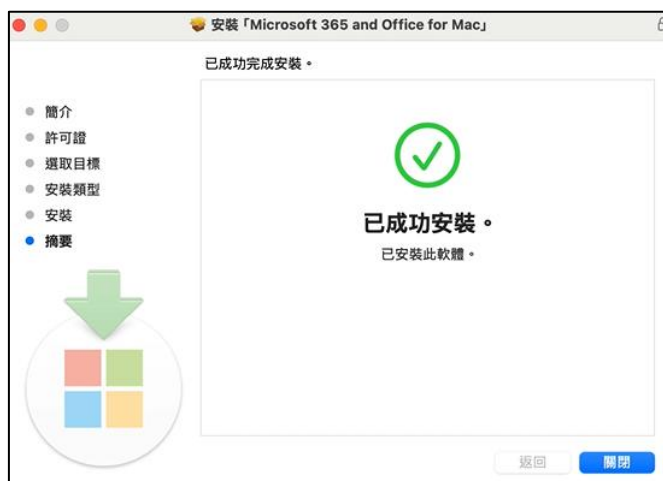 安裝「Microsoft 365 and Office for Mac」
已成功完成安裝。
簡介
許可證
選取目標
安裝類型
安裝
摘要
已成功安裝。
已安裝此軟體。
返回
關閉